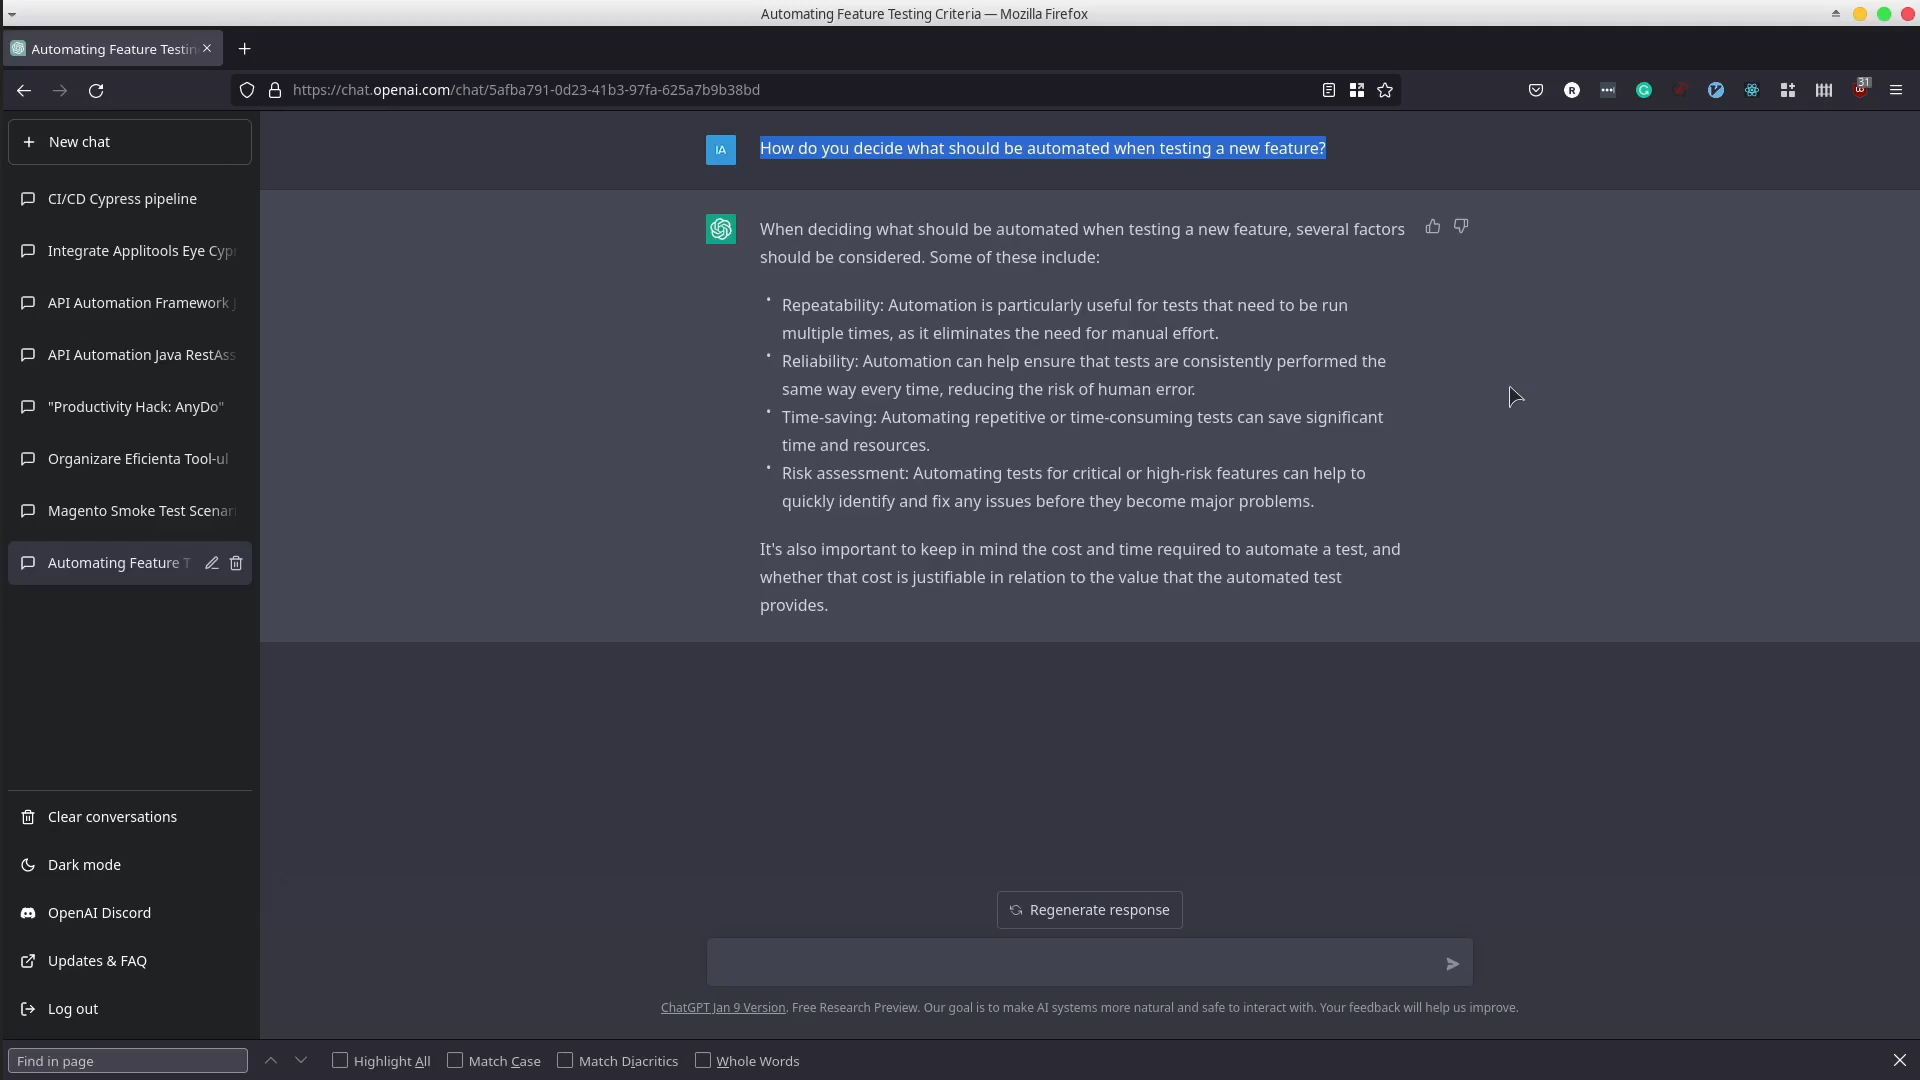 Automating Feature Testing Criteria — Mozilla Firefox
Automating Feature Testin
https://chat.openai.com/chat/5afba791-0d23-41b3-97fa-625a7b9b38bd
R
31
New chat
CI/CD Cypress pipeline
Integrate Applitools Eye Cypr
API Automation Framework J
API Automation Java RestAss
"Productivity Hack: AnyDo"
Organizare Eficienta Tool-ul
Magento Smoke Test Scenari
Automating Feature T
Clear conversations
Dark mode
OpenAI Discord
Updates & FAQ
Log out
IA
How do you decide what should be automated when testing a new feature?
When deciding what should be automated when testing a new feature, several factors
should be considered. Some of these include:
• Repeatability: Automation is particularly useful for tests that need to be run
multiple times, as it eliminates the need for manual effort.
• Reliability: Automation can help ensure that tests are consistently performed the
same way every time, reducing the risk of human error.
• Time-saving: Automating repetitive or time-consuming tests can save significant
time and resources.
• Risk assessment: Automating tests for critical or high-risk features can help to
quickly identify and fix any issues before they become major problems.
It's also important to keep in mind the cost and time required to automate a test, and
whether that cost is justifiable in relation to the value that the automated test
provides.
Regenerate response
ChatGPT Jan 9 Version. Free Research Preview. Our goal is to make AI systems more natural and safe to interact with. Your feedback will help us improve.
Find in page
Highlight All
Match Case
Match Diacritics
Whole Words